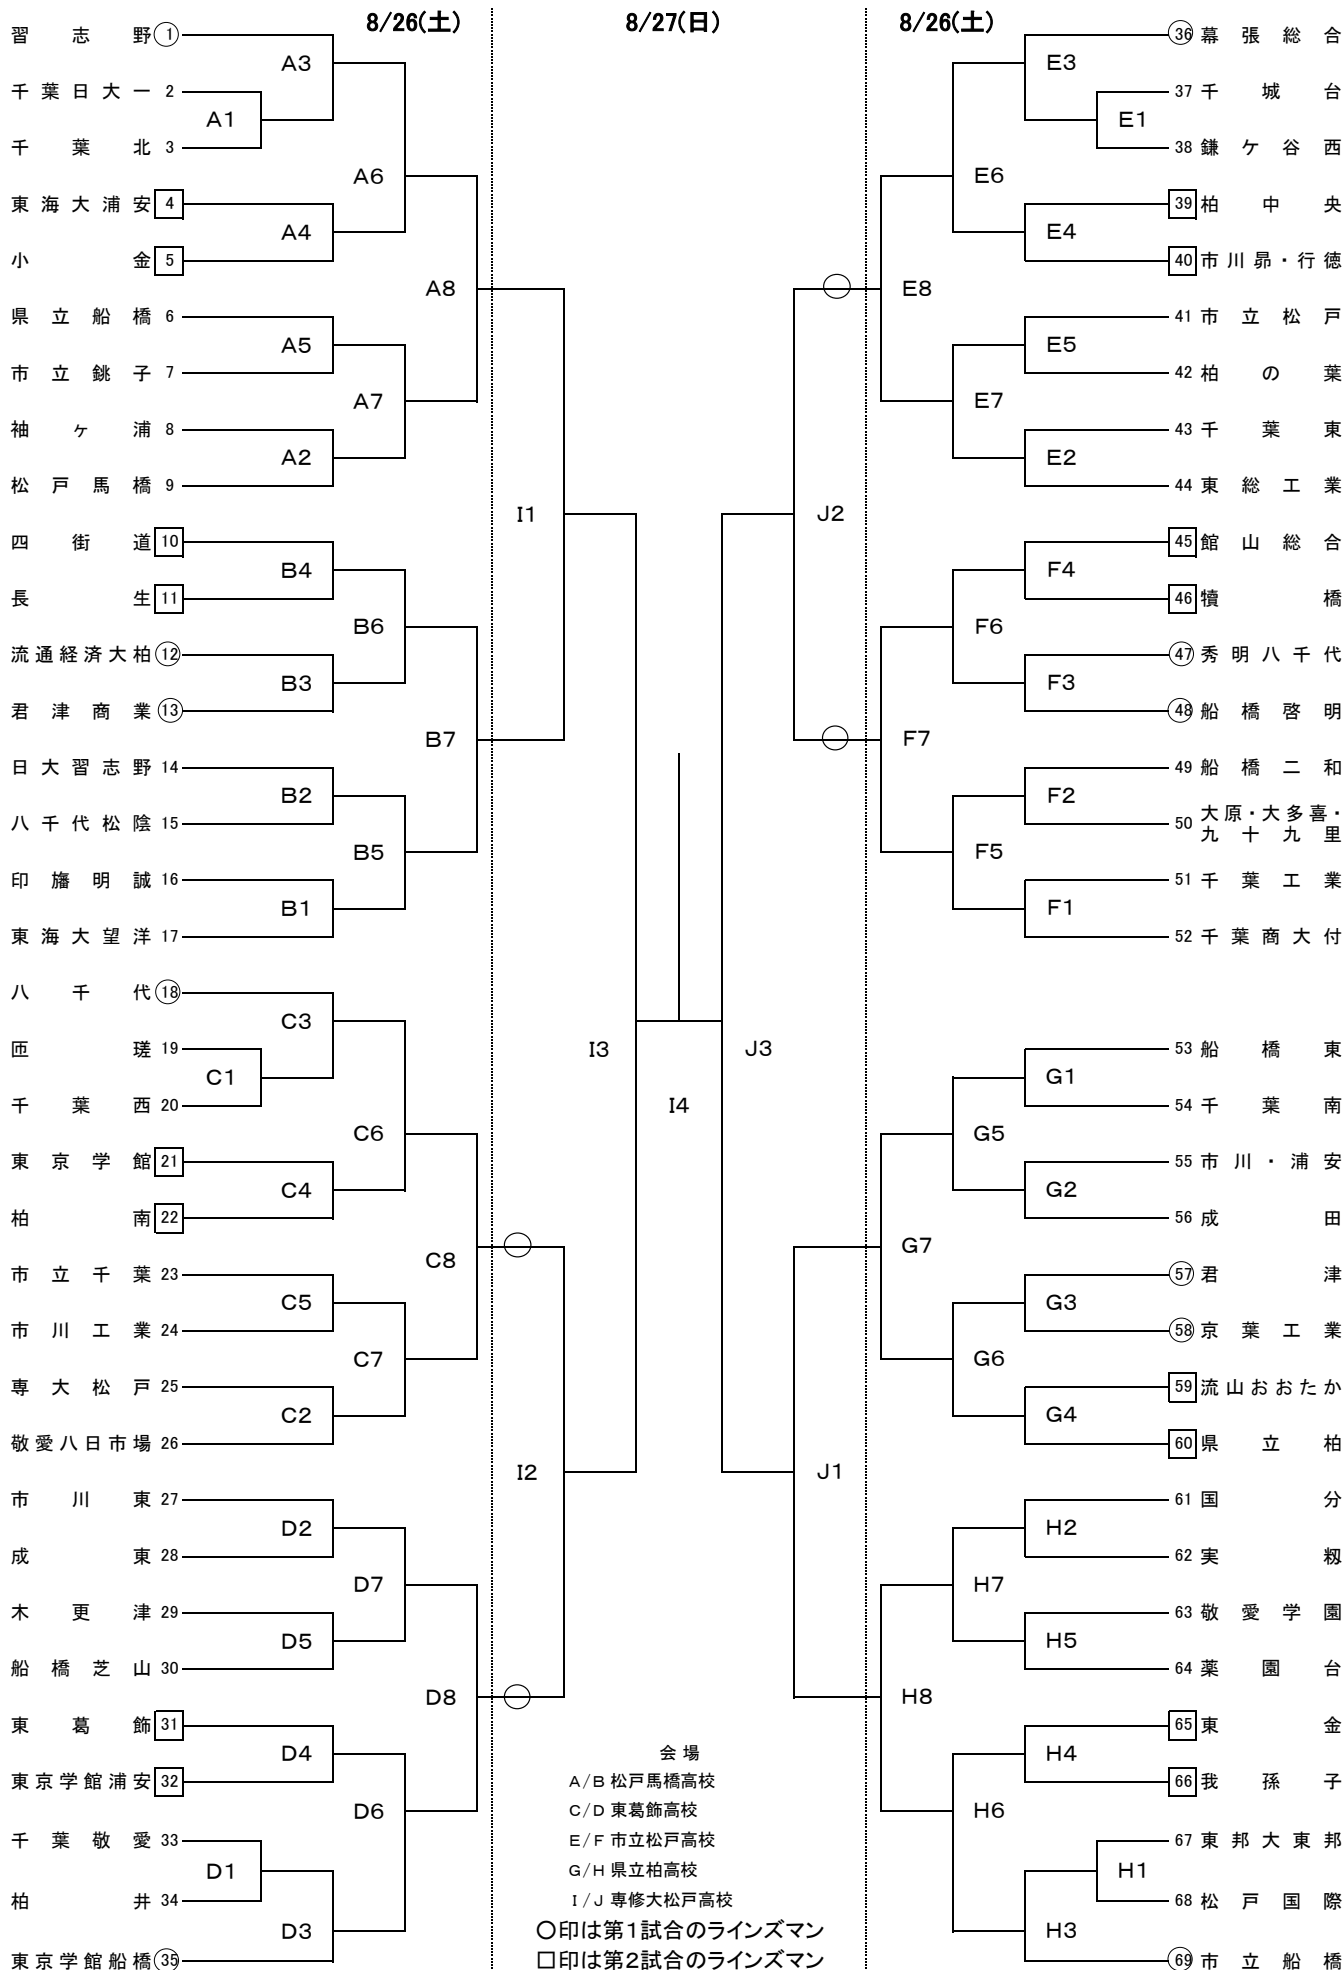 8/26(土) 8/27(日) 8/26(土)
習志野 1
A3
千葉日大一 2
A1
千葉北 3
A6
東海大浦安 4
A4
小金 5
A8
県立船橋 6
A5
市立銚子 7
A7
袖ヶ浦 8
A2
松戸馬橋 9
I1
四街道 10
B4
長生 11
B6
流通経済大柏 12
B3
君津商業 13
B7
日大習志野 14
B2
八千代松陰 15
B5
印旛明誠 16
B1
東海大望洋 17
八千代 18
C3
匝瑳 19
C1
千葉西 20
C6
東京学館 21
C4
柏南 22
C8
市立千葉 23
C5
市川工業 24
C7
専大松戸 25
C2
敬愛八日市場 26
I2
市川東 27
D2
成東 28
D7
木更津 29
D5
船橋芝山 30
D8
東葛飾 31
D4
東京学館浦安 32
D6
千葉敬愛 33
D1
柏井 34
D3
東京学館船橋 35
I3
I4
J3
36 幕張総合
E3
37 千城台
E1
38 鎌ケ谷西
E6
39 柏中央
E4
40 市川昴・行徳
E8
41 市立松戸
E5
42 柏の葉
E7
43 千葉東
E2
44 東総工業
J2
45 館山総合
F4
46 犢橋
F6
47 秀明八千代
F3
48 船橋啓明
F7
49 船橋二和
F2
50 大原・大多喜・
九十九里
F5
51 千葉工業
F1
52 千葉商大付
53 船橋東
G1
54 千葉南
G5
55 市川・浦安
G2
56 成田
G7
57 君津
G3
58 京葉工業
G6
59 流山おおたか
G4
60 県立柏
J1
61 国分
H2
62 実籾
H7
63 敬愛学園
H5
64 薬園台
H8
65 東金
H4
66 我孫子
H6
67 東邦大東邦
H1
68 松戸国際
H3
69 市立船橋
会場
A/B 松戸馬橋高校
C/D 東葛飾高校
E/F 市立松戸高校
G/H 県立柏高校
I/J 専修大松戸高校
〇印は第1試合のラインズマン
□印は第2試合のラインズマン